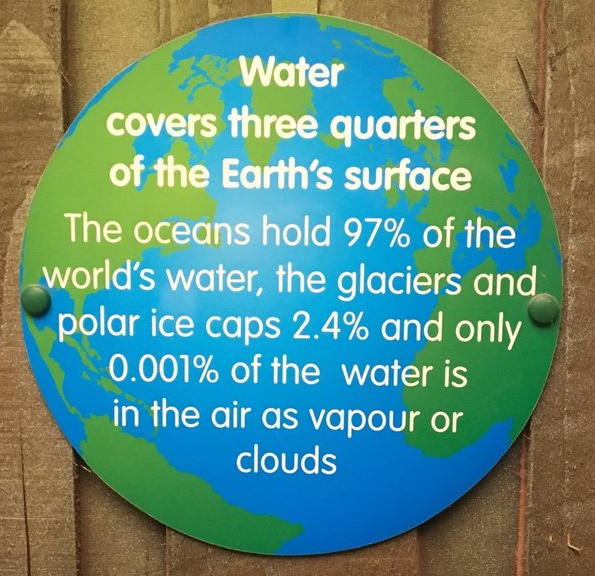 Water
covers three quarters
of the Earth's surface
The oceans hold 97% of the
world's water, the glaciers and
polar ice caps 2.4% and only
0.001% of the water is
in the air as vapour or
clouds